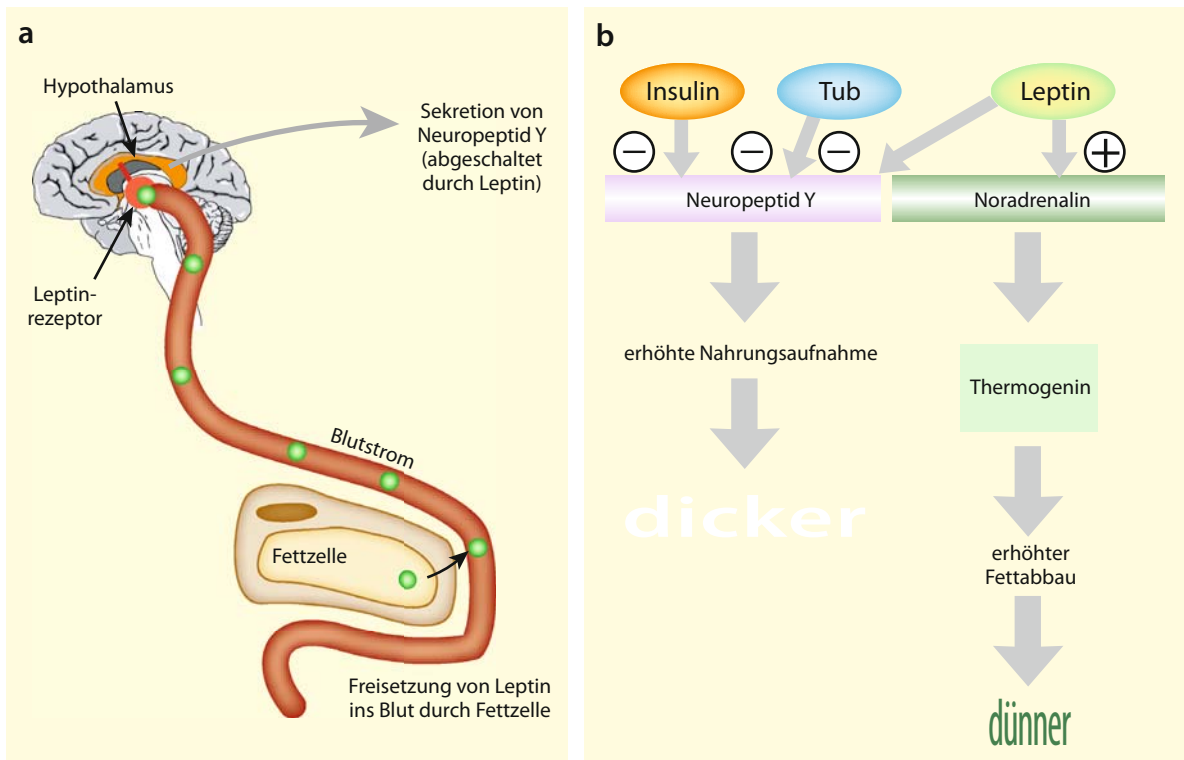 a
Hypothalamus
Sekretion von
Neuropeptid Y
(abgeschaltet
durch Leptin)
Leptin-
rezeptor
Blutstrom
Fettzelle
Freisetzung von Leptin
ins Blut durch Fettzelle
b
Insulin
Tub
Leptin
− − − +
Neuropeptid Y
Noradrenalin
erhöhte Nahrungsaufnahme
Thermogenin
dicker
erhöhter
Fettabbau
dünner